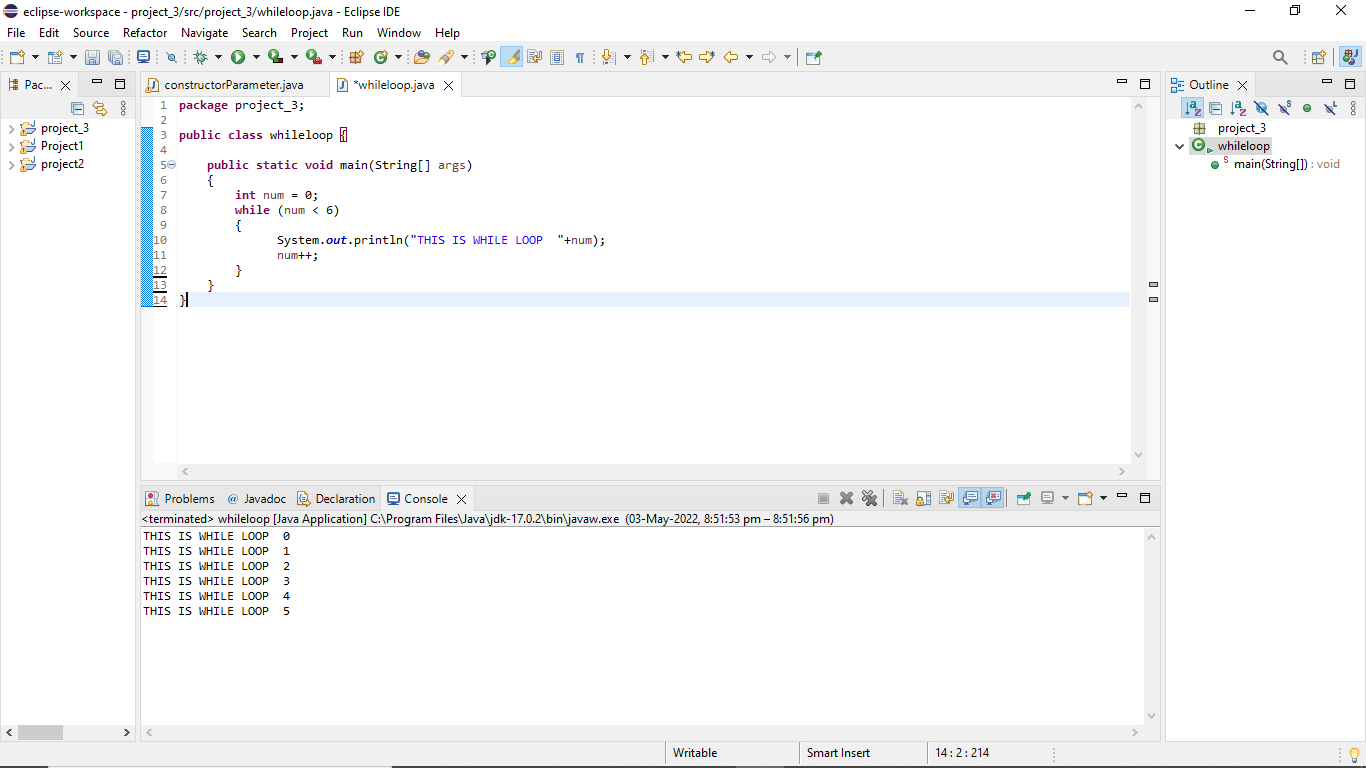 eclipse-workspace - project_3/src/project_3/whileloop.java - Eclipse IDE
File Edit Source Refactor Navigate Search Project Run Window Help
Pac...
project_3
Project1
project2
constructorParameter.java *whileloop.java
1 package project_3;
2
3 public class whileloop {
4
5 public static void main(String[] args)
6 {
7 int num = 0;
8 while (num < 6)
9 {
10 System.out.println("THIS IS WHILE LOOP  "+num);
11 num++;
12 }
13 }
14 }
Outline
project_3
whileloop
main(String[]) : void
Problems @ Javadoc Declaration Console
<terminated> whileloop [Java Application] C:\Program Files\Java\jdk-17.0.2\bin\javaw.exe (03-May-2022, 8:51:53 pm – 8:51:56 pm)
THIS IS WHILE LOOP  0
THIS IS WHILE LOOP  1
THIS IS WHILE LOOP  2
THIS IS WHILE LOOP  3
THIS IS WHILE LOOP  4
THIS IS WHILE LOOP  5
Writable Smart Insert 14 : 2 : 214